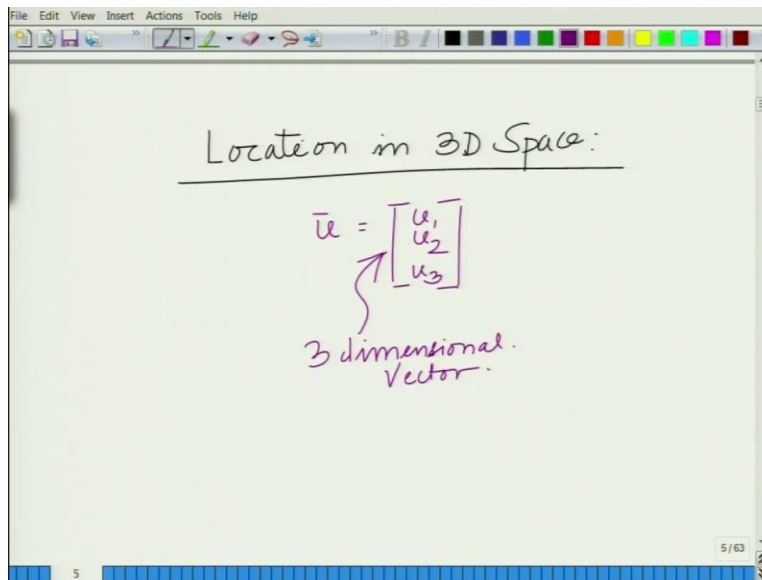 File Edit View Insert Actions Tools Help
B I
Location in 3D Space:
ū = [u₁
u₂
u₃]
3 dimensional.
Vector.
5/63
5